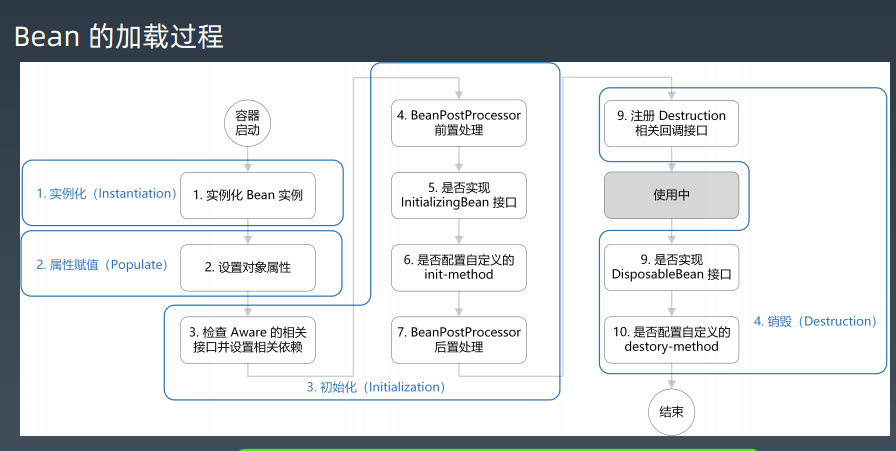 Bean 的加载过程
容器
启动
1. 实例化（Instantiation）
1. 实例化 Bean 实例
2. 属性赋值（Populate）
2. 设置对象属性
3. 检查 Aware 的相关
接口并设置相关依赖
3. 初始化（Initialization）
4. BeanPostProcessor
前置处理
5. 是否实现
InitializingBean 接口
6. 是否配置自定义的
init-method
7. BeanPostProcessor
后置处理
9. 注册 Destruction
相关回调接口
使用中
9. 是否实现
DisposableBean 接口
10. 是否配置自定义的
destory-method
4. 销毁（Destruction）
结束